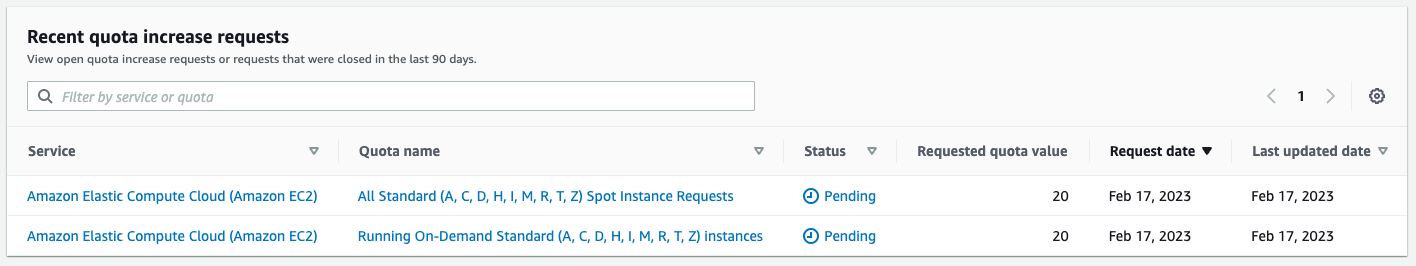 Recent quota increase requests
View open quota increase requests or requests that were closed in the last 90 days.
Filter by service or quota
1
Service Quota name Status Requested quota value Request date Last updated date
Amazon Elastic Compute Cloud (Amazon EC2) All Standard (A, C, D, H, I, M, R, T, Z) Spot Instance Requests Pending 20 Feb 17, 2023 Feb 17, 2023
Amazon Elastic Compute Cloud (Amazon EC2) Running On-Demand Standard (A, C, D, H, I, M, R, T, Z) instances Pending 20 Feb 17, 2023 Feb 17, 2023